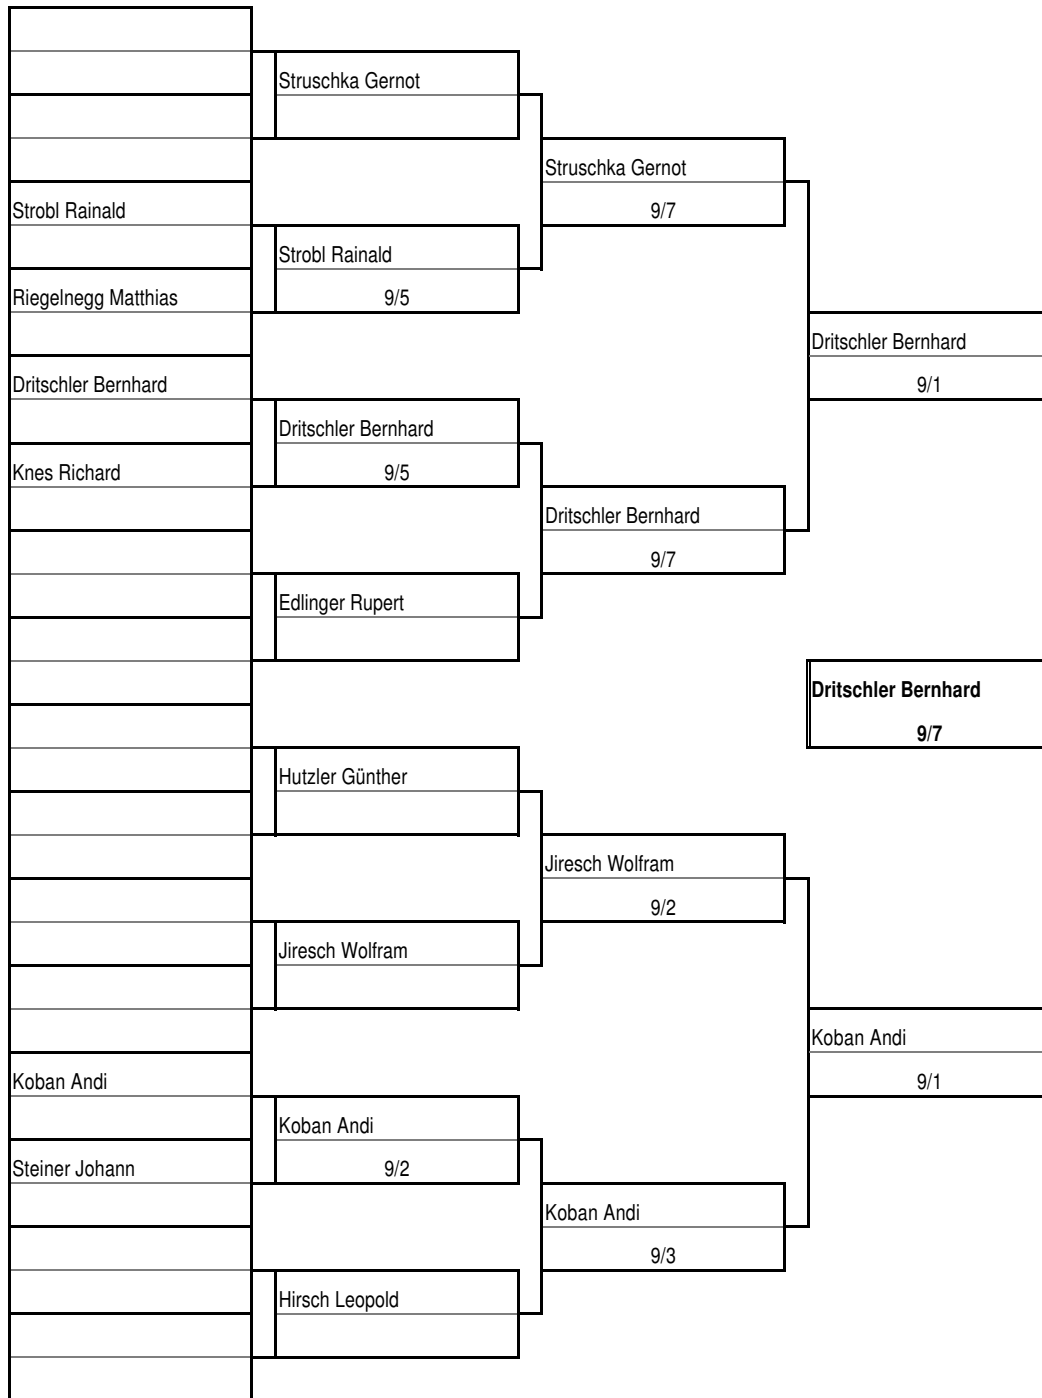 Struschka Gernot
Struschka Gernot
Strobl Rainald
9/7
Strobl Rainald
Riegelnegg Matthias
9/5
Dritschler Bernhard
Dritschler Bernhard
9/1
Dritschler Bernhard
Knes Richard
9/5
Dritschler Bernhard
9/7
Edlinger Rupert
Dritschler Bernhard
9/7
Hutzler Günther
Jiresch Wolfram
9/2
Jiresch Wolfram
Koban Andi
Koban Andi
9/1
Koban Andi
Steiner Johann
9/2
Koban Andi
9/3
Hirsch Leopold